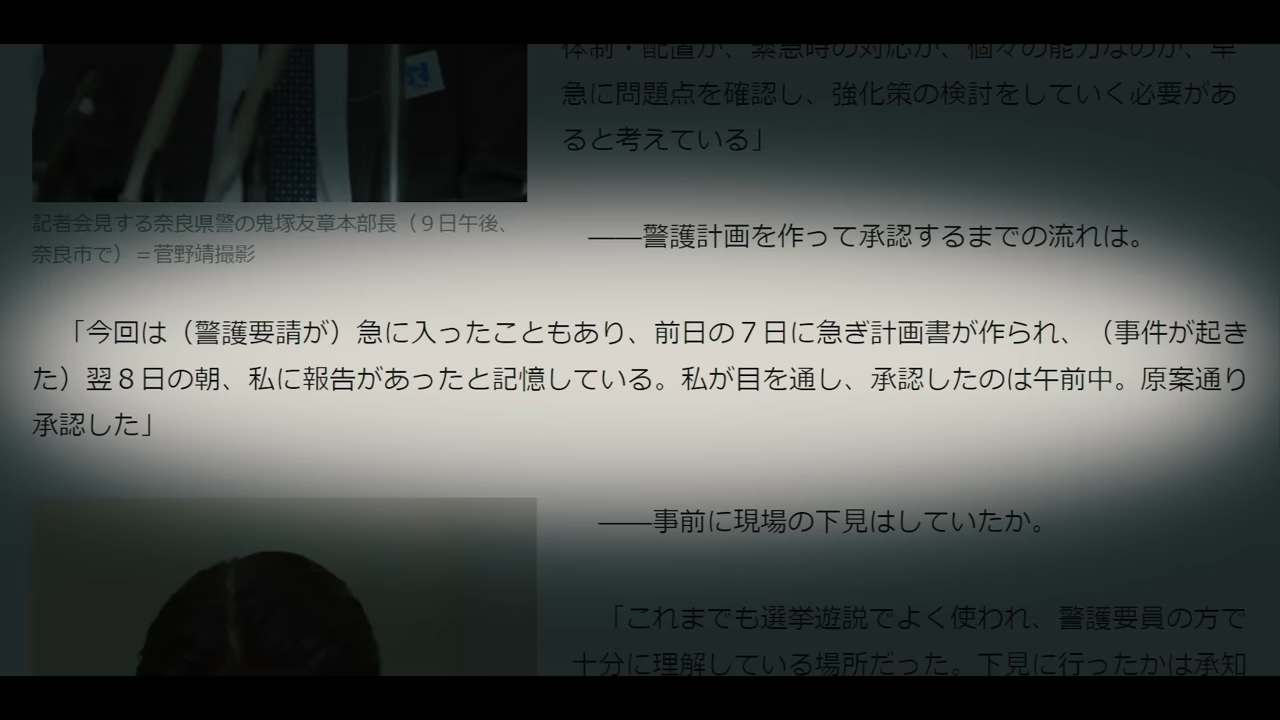 体制・配置か、緊急時の対応か、個々の能力なのか、早
急に問題点を確認し、強化策の検討をしていく必要があ
ると考えている」
記者会見する奈良県警の鬼塚友章本部長（９日午後、
奈良市で）＝菅野靖撮影
――警護計画を作って承認するまでの流れは。
「今回は（警護要請が）急に入ったこともあり、前日の７日に急ぎ計画書が作られ、（事件が起き
た）翌８日の朝、私に報告があったと記憶している。私が目を通し、承認したのは午前中。原案通り
承認した」
――事前に現場の下見はしていたか。
「これまでも選挙遊説でよく使われ、警護要員の方で
十分に理解している場所だった。下見に行ったかは承知